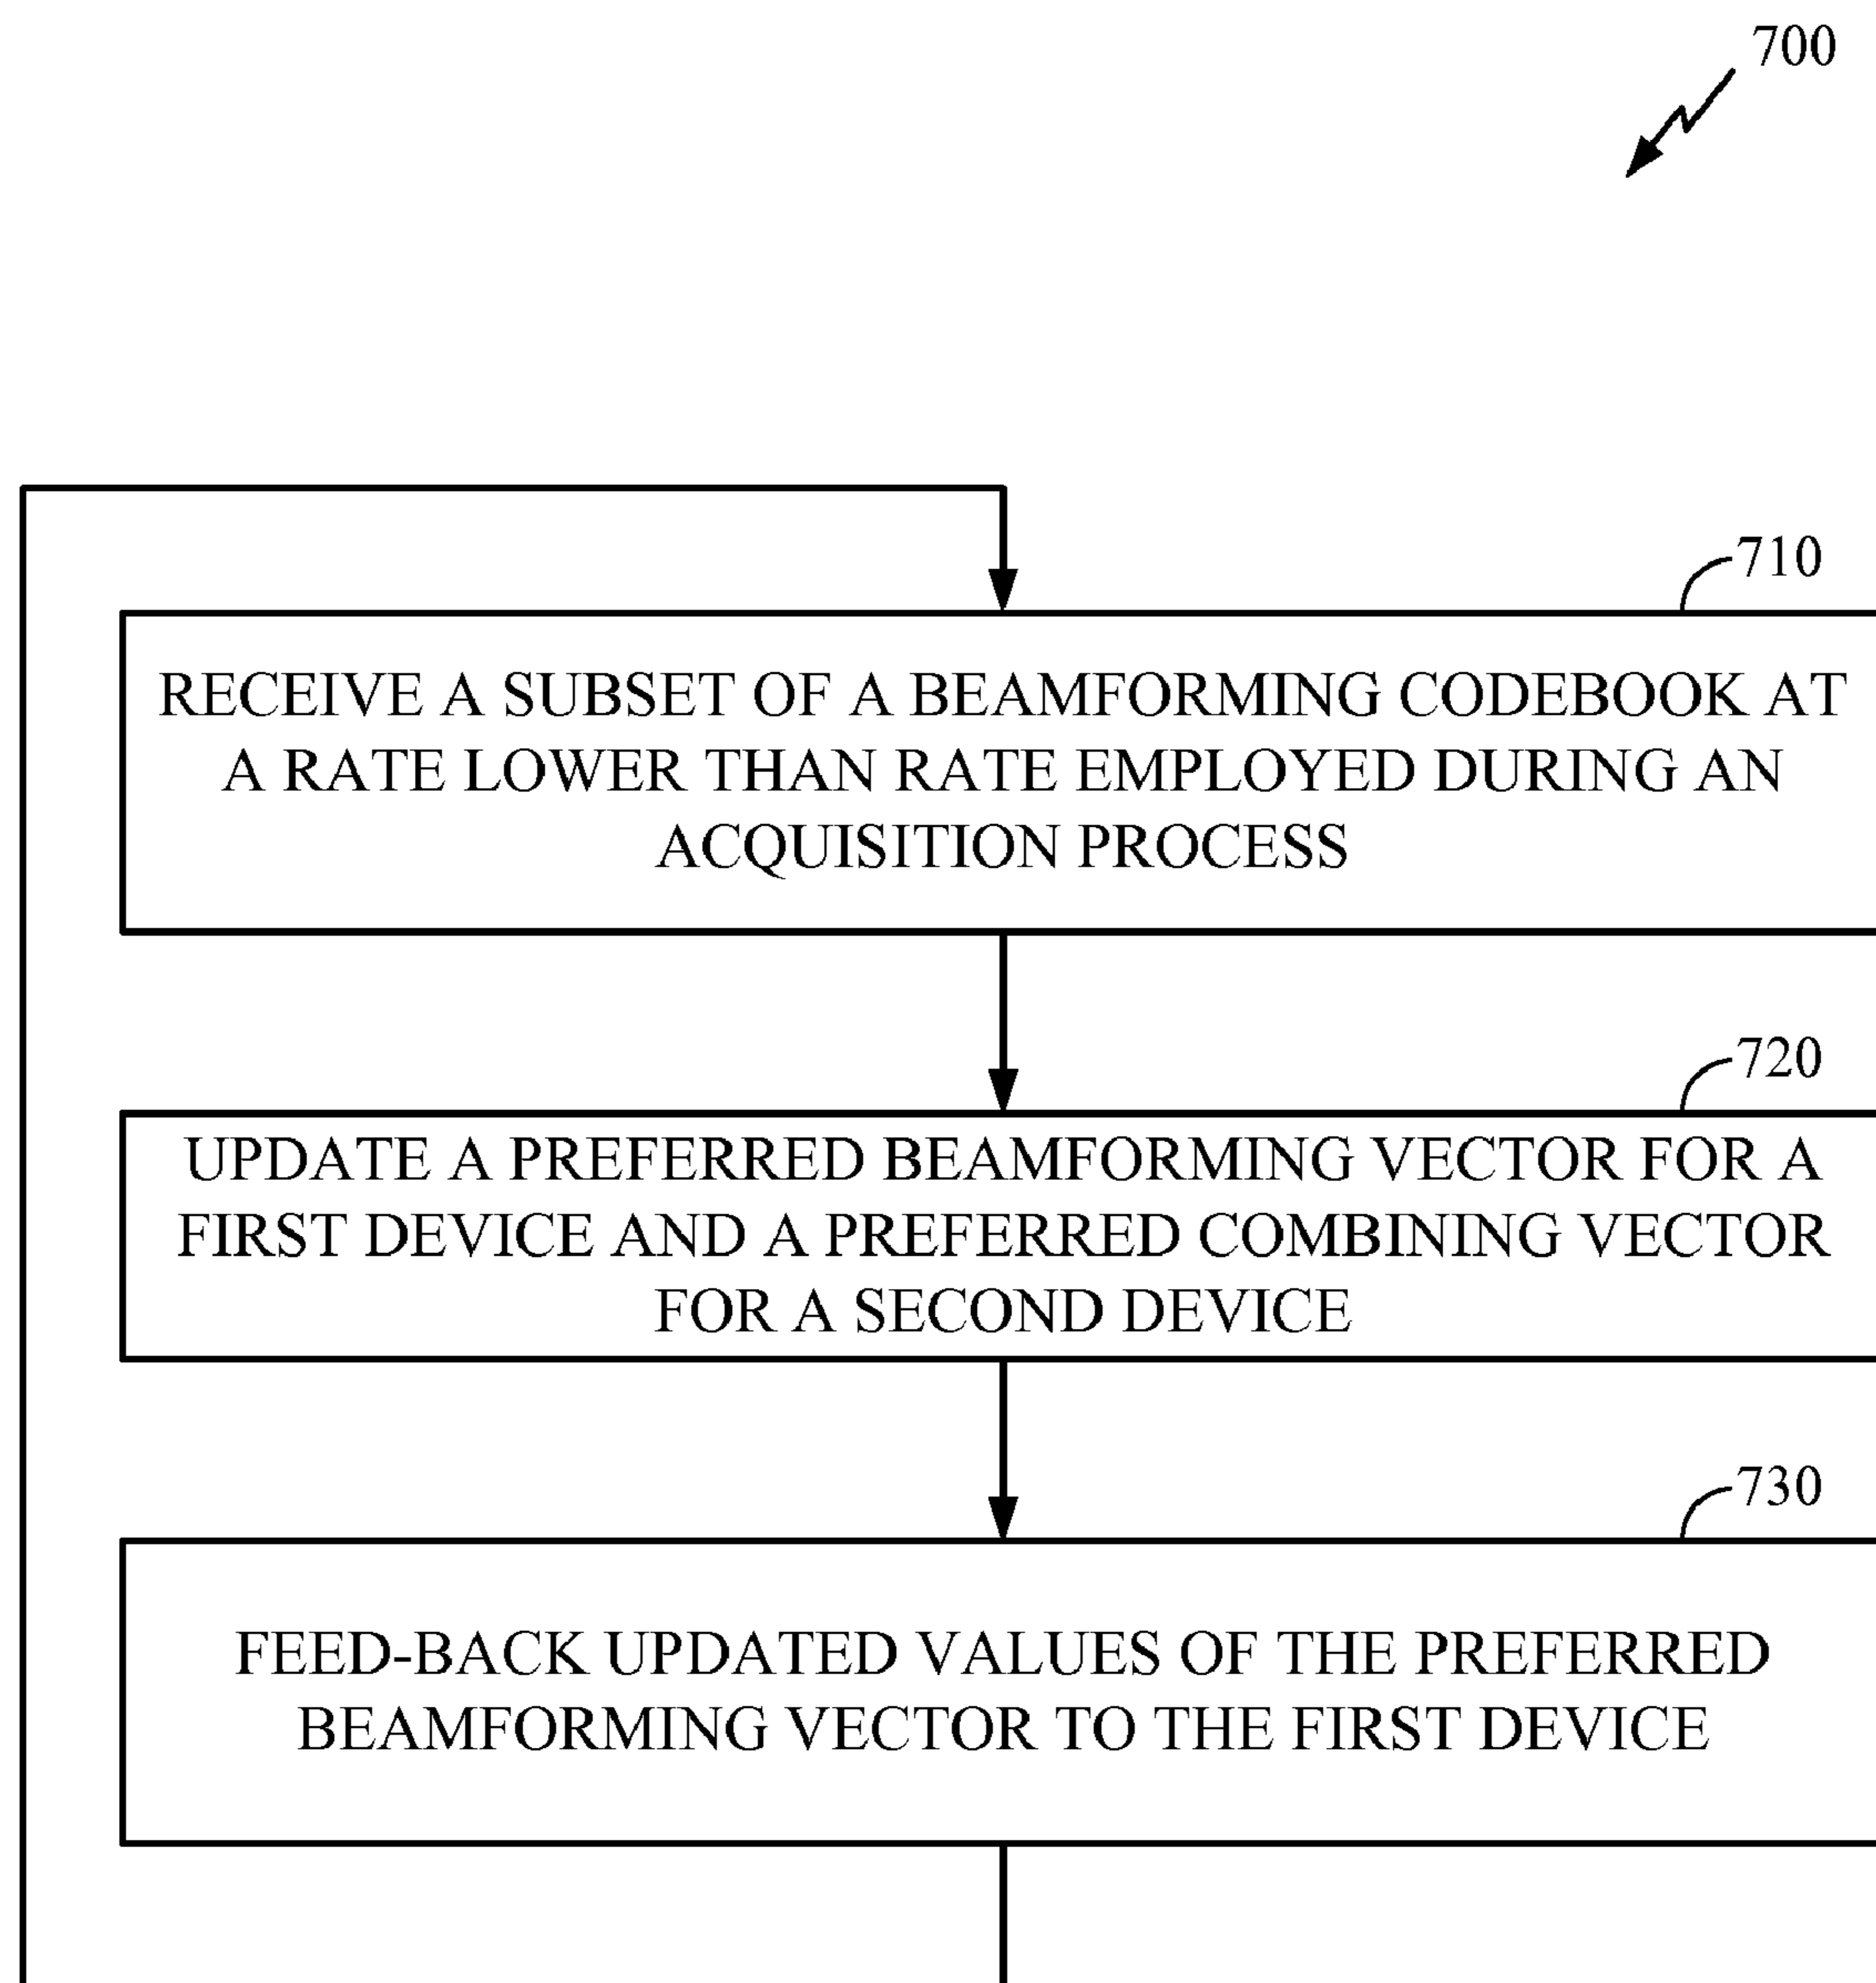 700
710
RECEIVE A SUBSET OF A BEAMFORMING CODEBOOK AT
A RATE LOWER THAN RATE EMPLOYED DURING AN
ACQUISITION PROCESS
720
UPDATE A PREFERRED BEAMFORMING VECTOR FOR A
FIRST DEVICE AND A PREFERRED COMBINING VECTOR
FOR A SECOND DEVICE
730
FEED-BACK UPDATED VALUES OF THE PREFERRED
BEAMFORMING VECTOR TO THE FIRST DEVICE